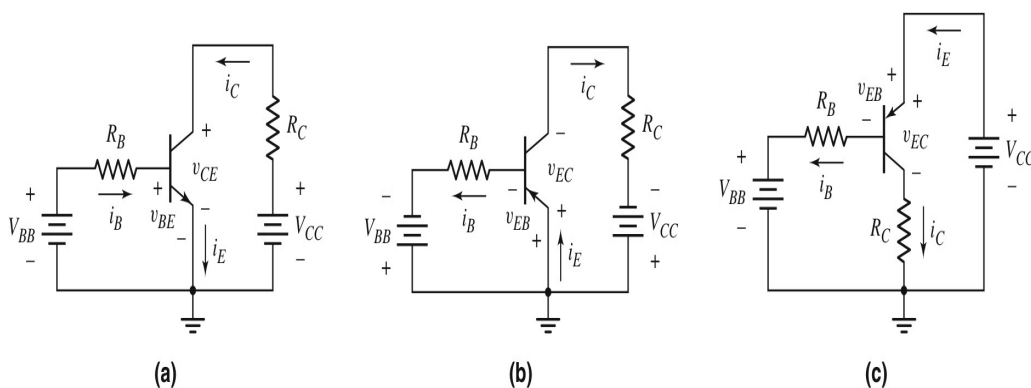 i_C
R_C
R_B
+
v_CE
+
+
+
V_BB
i_B
v_BE
−
V_CC
−
−
i_E
−
(a)
i_C
−
R_C
R_B
v_EC
−
−
−
V_BB
i_B
v_EB
+
V_CC
+
+
i_E
+
(b)
i_E
+
v_EB
+
R_B
−
v_EC
+
V_CC
+
i_B
−
−
V_BB
−
R_C
i_C
(c)